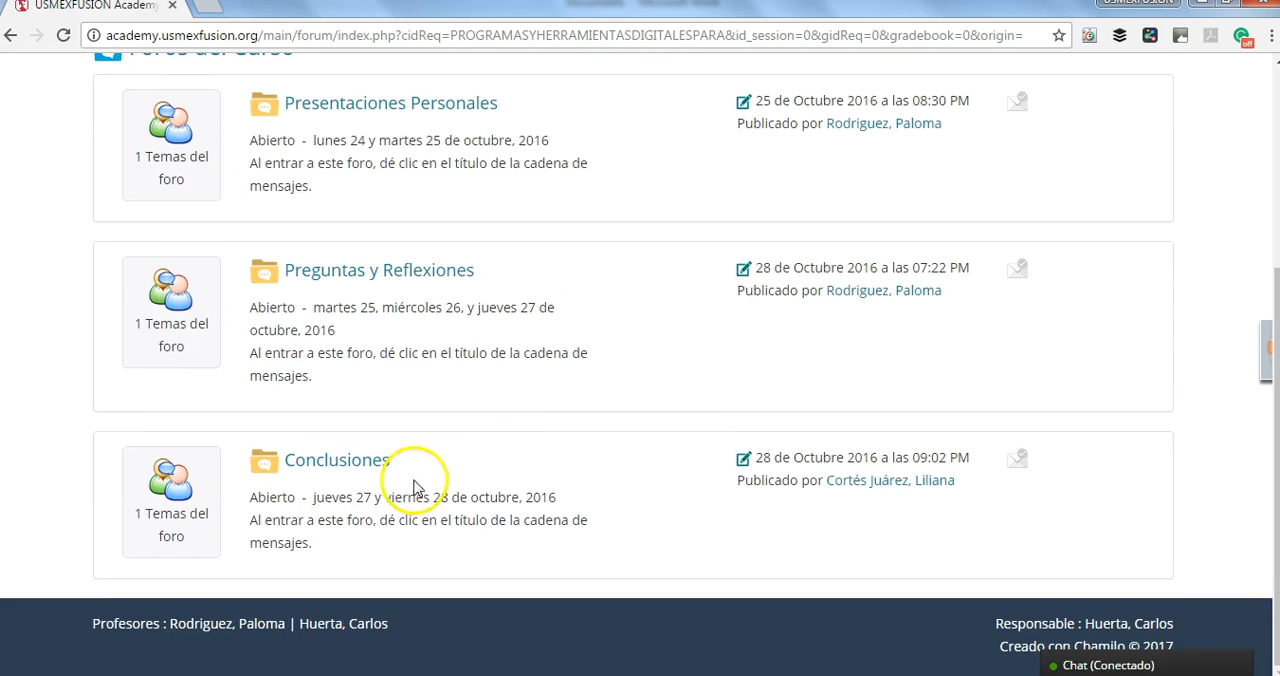 USMEXFUSION Academy
USMEXFUSION
academy.usmexfusion.org/main/forum/index.php?cidReq=PROGRAMASYHERRAMIENTASDIGITALESPARA&id_session=0&gidReq=0&gradebook=0&origin=
off
Foros del Curso
1 Temas del
foro
Presentaciones Personales
Abierto - lunes 24 y martes 25 de octubre, 2016
Al entrar a este foro, dé clic en el título de la cadena de
mensajes.
25 de Octubre 2016 a las 08:30 PM
Publicado por Rodriguez, Paloma
1 Temas del
foro
Preguntas y Reflexiones
Abierto - martes 25, miércoles 26, y jueves 27 de
octubre, 2016
Al entrar a este foro, dé clic en el título de la cadena de
mensajes.
28 de Octubre 2016 a las 07:22 PM
Publicado por Rodriguez, Paloma
1 Temas del
foro
Conclusiones
Abierto - jueves 27 y viernes 28 de octubre, 2016
Al entrar a este foro, dé clic en el título de la cadena de
mensajes.
28 de Octubre 2016 a las 09:02 PM
Publicado por Cortés Juárez, Liliana
Profesores : Rodriguez, Paloma | Huerta, Carlos
Responsable : Huerta, Carlos
Creado con Chamilo © 2017
Chat (Conectado)